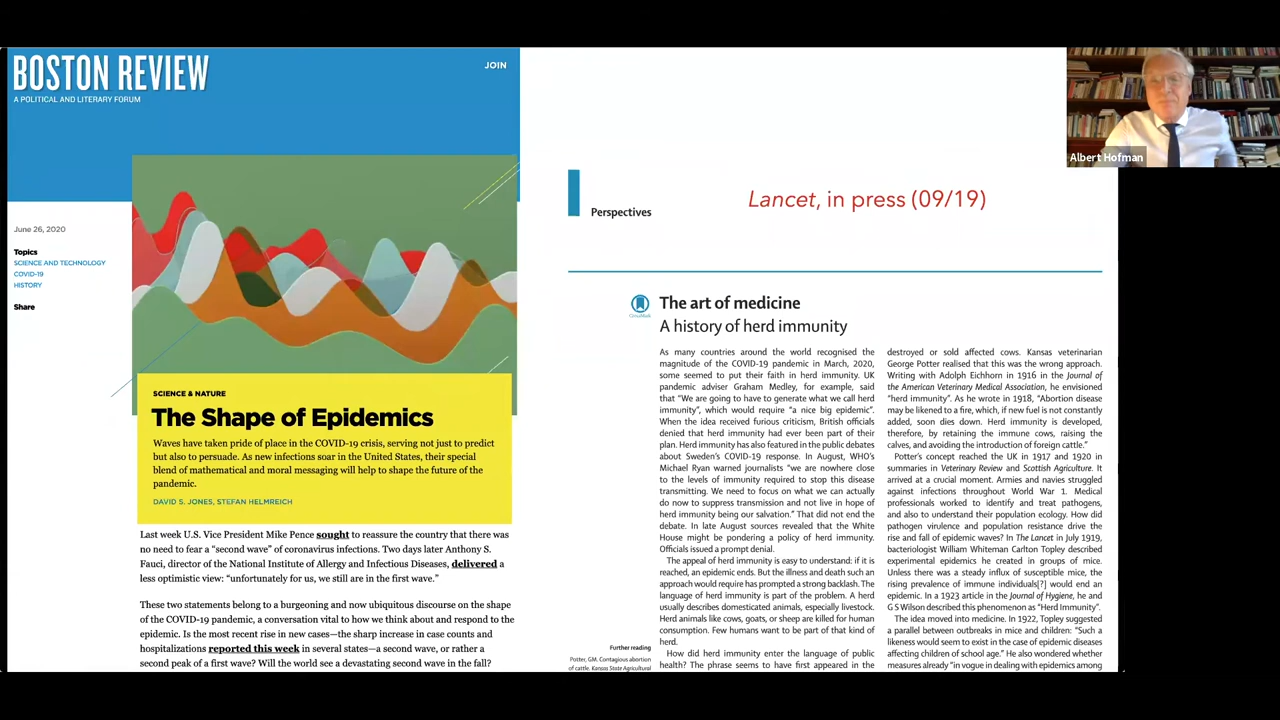 BOSTON REVIEW
A POLITICAL AND LITERARY FORUM
JOIN
June 26, 2020
Topics
SCIENCE AND TECHNOLOGY
COVID-19
HISTORY
Share
SCIENCE & NATURE
The Shape of Epidemics
Waves have taken pride of place in the COVID-19 crisis, serving not just to predict
but also to persuade. As new infections soar in the United States, their special
blend of mathematical and moral messaging will help to shape the future of the
pandemic.
DAVID S. JONES, STEFAN HELMREICH
Last week U.S. Vice President Mike Pence sought to reassure the country that there was
no need to fear a “second wave” of coronavirus infections. Two days later Anthony S.
Fauci, director of the National Institute of Allergy and Infectious Diseases, delivered a
less optimistic view: “unfortunately for us, we still are in the first wave.”
These two statements belong to a burgeoning and now ubiquitous discourse on the shape
of the COVID-19 pandemic, a conversation vital to how we think about and respond to the
epidemic. Is the most recent rise in new cases—the sharp increase in case counts and
hospitalizations reported this week in several states—a second wave, or rather a
second peak of a first wave? Will the world see a devastating second wave in the fall?
Perspectives
Lancet, in press (09/19)
The art of medicine
A history of herd immunity
As many countries around the world recognised the
magnitude of the COVID-19 pandemic in March, 2020,
some seemed to put their faith in herd immunity. UK
pandemic adviser Graham Medley, for example, said
that “We are going to have to generate what we call herd
immunity”, which would require “a nice big epidemic”.
When the idea received furious criticism, British officials
denied that herd immunity had ever been part of their
plan. Herd immunity has also featured in the public debates
about Sweden’s COVID-19 response. In August, WHO’s
Michael Ryan warned journalists “we are nowhere close
to the levels of immunity required to stop this disease
transmitting. We need to focus on what we can actually
do now to suppress transmission and not live in hope of
herd immunity being our salvation.” That did not end the
debate. In late August sources revealed that the White
House might be pondering a policy of herd immunity.
Officials issued a prompt denial.
The appeal of herd immunity is easy to understand: if it is
reached, an epidemic ends. But the illness and death such an
approach would require has prompted a strong backlash. The
language of herd immunity is part of the problem. A herd
usually describes domesticated animals, especially livestock.
Herd animals like cows, goats, or sheep are killed for human
consumption. Few humans want to be part of that kind of
herd.
How did herd immunity enter the language of public
health? The phrase seems to have first appeared in the
Further reading
Potter, GM. Contagious abortion
of cattle. Kansas State Agricultural
destroyed or sold affected cows. Kansas veterinarian
George Potter realised that this was the wrong approach.
Writing with Adolph Eichhorn in 1916 in the Journal of
the American Veterinary Medical Association, he envisioned
“herd immunity”. As he wrote in 1918, “Abortion disease
may be likened to a fire, which, if new fuel is not constantly
added, soon dies down. Herd immunity is developed,
therefore, by retaining the immune cows, raising the
calves, and avoiding the introduction of foreign cattle.”
Potter’s concept reached the UK in 1917 and 1920 in
summaries in Veterinary Review and Scottish Agriculture. It
arrived at a crucial moment. Armies and navies struggled
against infections throughout World War 1. Medical
professionals worked to identify and treat pathogens,
and also to understand their population ecology. How did
pathogen virulence and population resistance drive the
rise and fall of epidemic waves? In The Lancet in July 1919,
bacteriologist William Whiteman Carlton Topley described
experimental epidemics he created in groups of mice.
Unless there was a steady influx of susceptible mice, the
rising prevalence of immune individuals[?] would end an
epidemic. In a 1923 article in the Journal of Hygiene, he and
G S Wilson described this phenomenon as “Herd Immunity”.
The idea moved into medicine. In 1922, Topley suggested
a parallel between outbreaks in mice and children: “Such a
likeness would seem to exist in the case of epidemic diseases
affecting children of school age.” He also wondered whether
measures already “in vogue in dealing with epidemics among
Albert Hofman